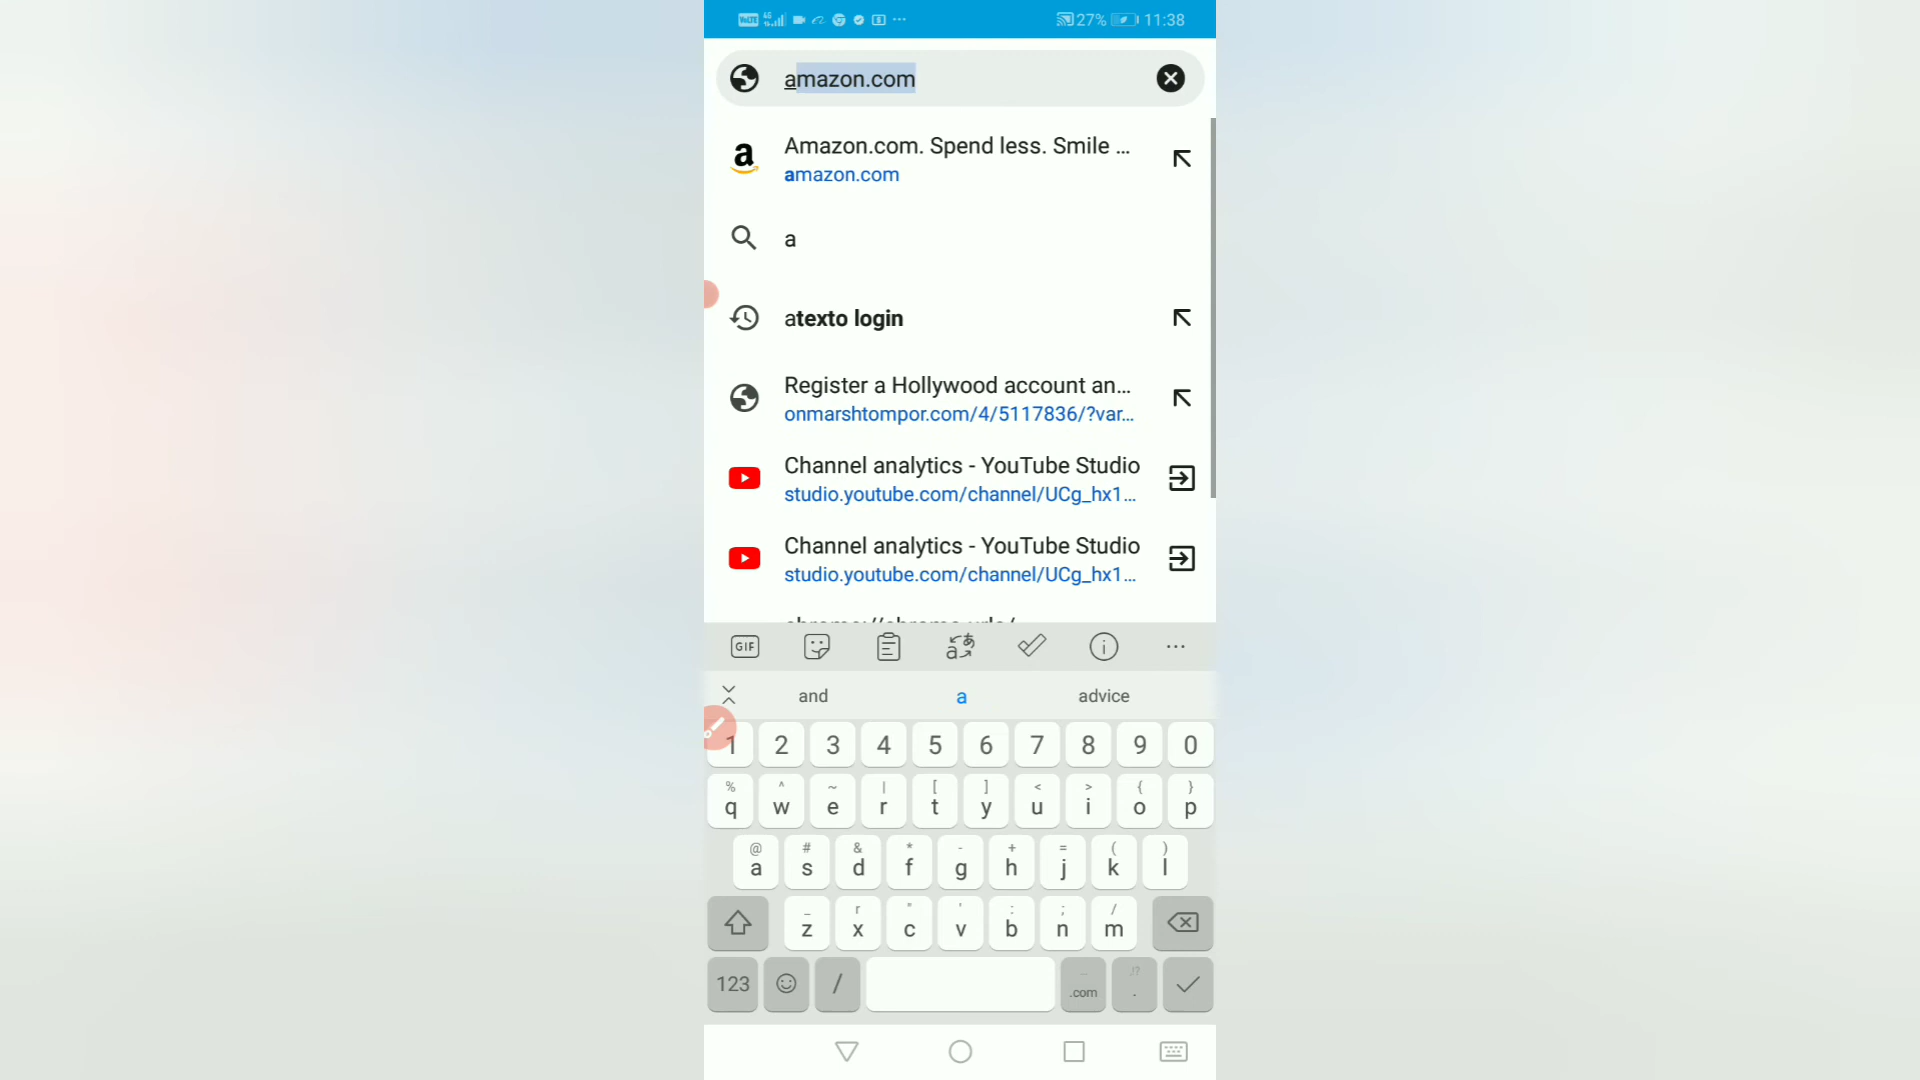 VoLTE 4G 27% 11:38
amazon.com
Amazon.com. Spend less. Smile ...
amazon.com
a
atexto login
Register a Hollywood account an...
onmarshtompor.com/4/5117836/?var...
Channel analytics - YouTube Studio
studio.youtube.com/channel/UCg_hx1...
Channel analytics - YouTube Studio
studio.youtube.com/channel/UCg_hx1...
GIF
and a advice
1 2 3 4 5 6 7 8 9 0
% ^ ~ | [ ] < > { }
q w e r t y u i o p
@ # & * - + = ( )
a s d f g h j k l
_ r " ' : ; /
z x c v b n m
123 / .com .